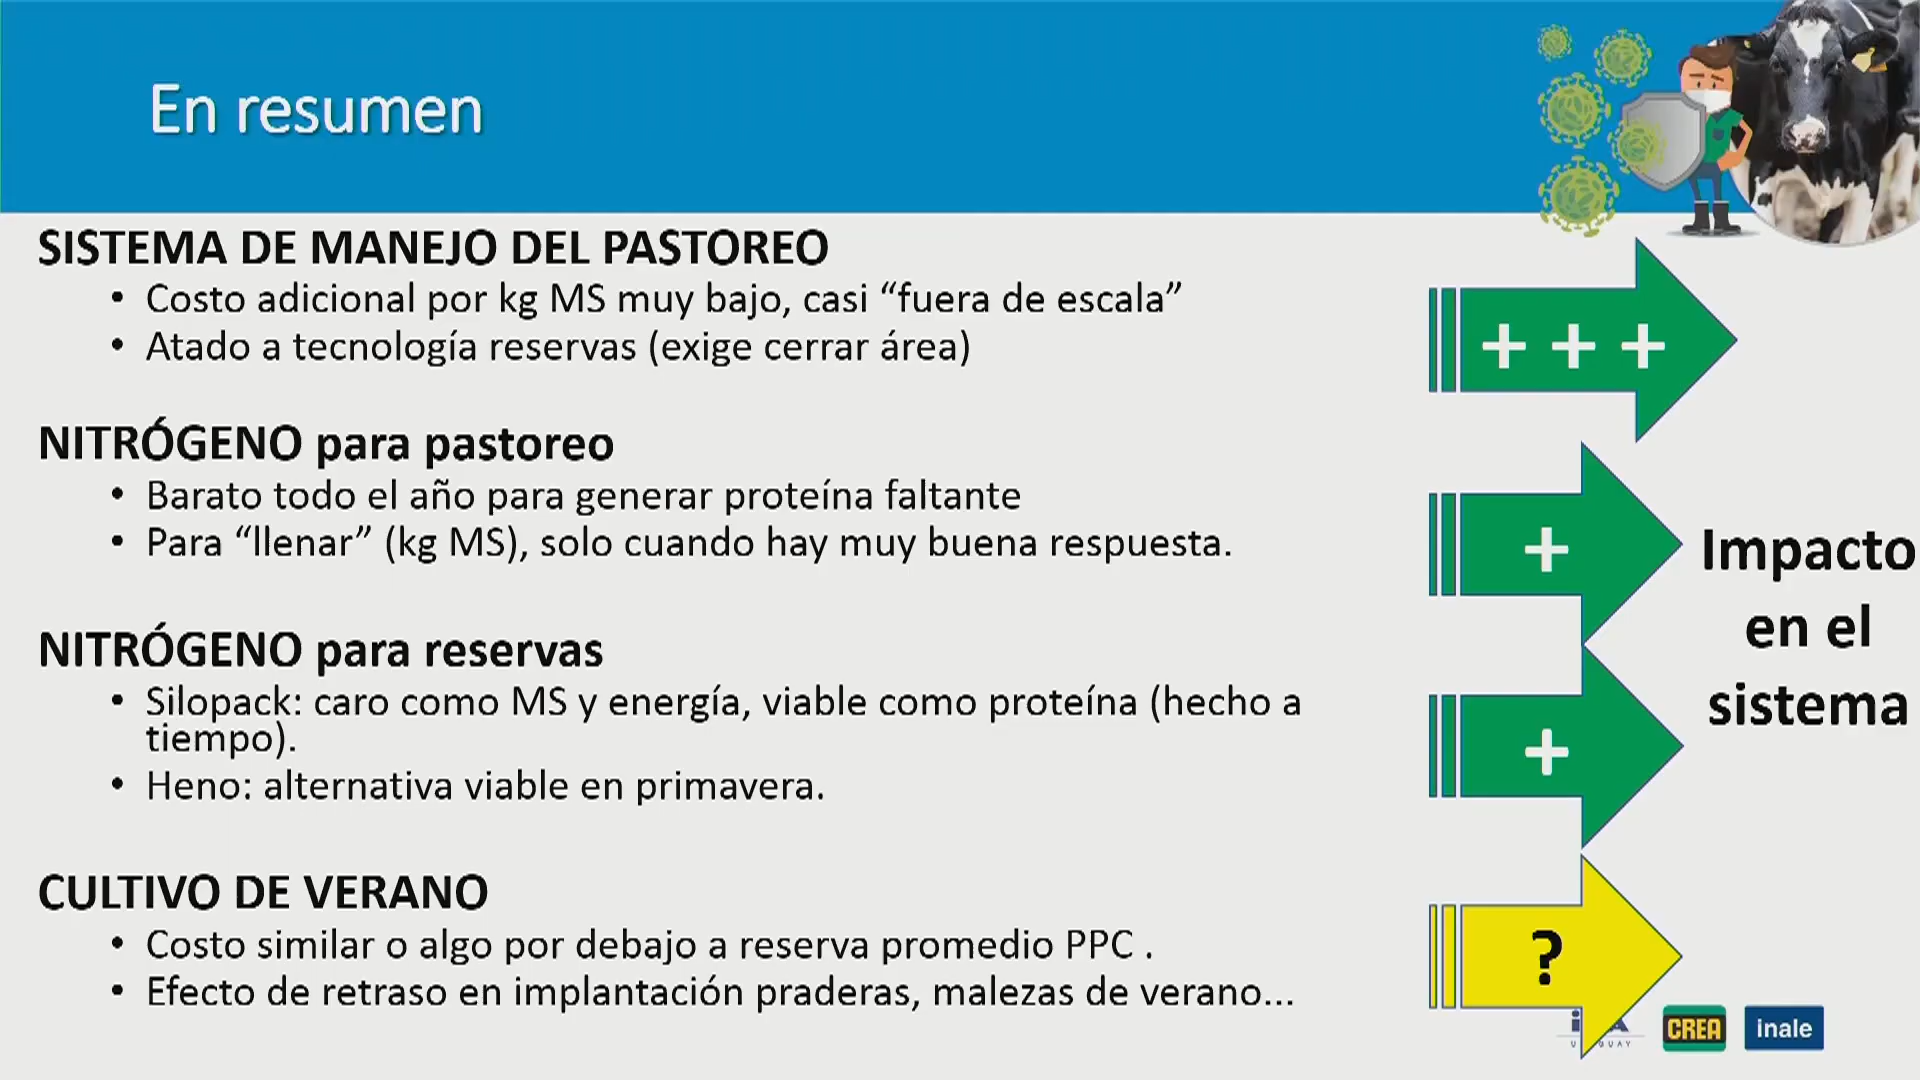 En resumen
SISTEMA DE MANEJO DEL PASTOREO
• Costo adicional por kg MS muy bajo, casi “fuera de escala”
• Atado a tecnología reservas (exige cerrar área)
+ + +
NITRÓGENO para pastoreo
• Barato todo el año para generar proteína faltante
• Para “llenar” (kg MS), solo cuando hay muy buena respuesta.
+
NITRÓGENO para reservas
• Silopack: caro como MS y energía, viable como proteína (hecho a
tiempo).
• Heno: alternativa viable en primavera.
+
Impacto
en el
sistema
CULTIVO DE VERANO
• Costo similar o algo por debajo a reserva promedio PPC .
• Efecto de retraso en implantación praderas, malezas de verano...
?
CREA
inale